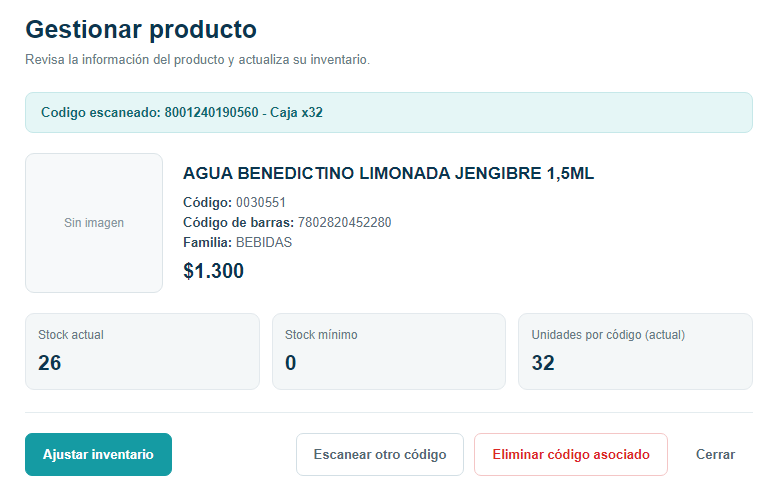 Gestionar producto
Revisa la información del producto y actualiza su inventario.
Codigo escaneado: 8001240190560 - Caja x32
Sin imagen
AGUA BENEDICTINO LIMONADA JENGIBRE 1,5ML
Código: 0030551
Código de barras: 7802820452280
Familia: BEBIDAS
$1.300
Stock actual
26
Stock mínimo
0
Unidades por código (actual)
32
Ajustar inventario
Escanear otro código
Eliminar código asociado
Cerrar